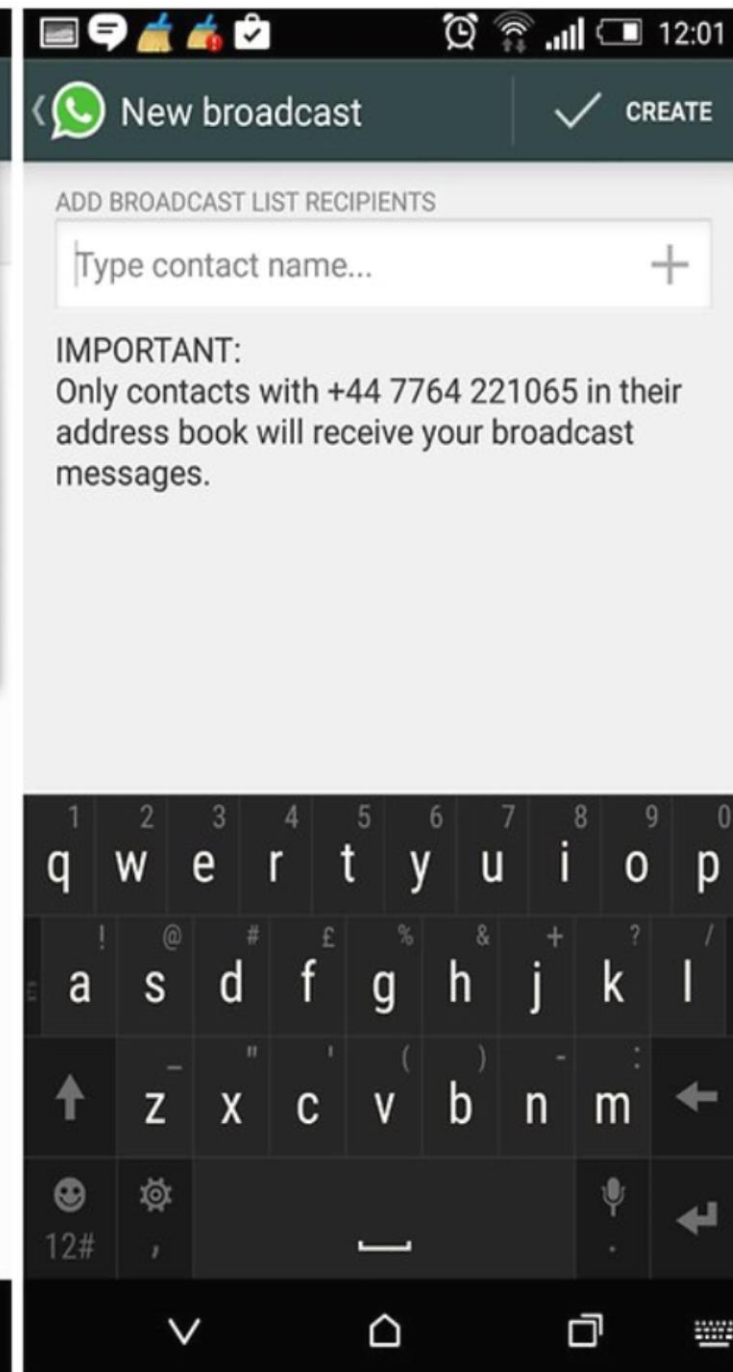 12:01
New broadcast
CREATE
ADD BROADCAST LIST RECIPIENTS
Type contact name...
+
IMPORTANT:
Only contacts with +44 7764 221065 in their
address book will receive your broadcast
messages.
1 2 3 4 5 6 7 8 9 0
q w e r t y u i o p
! @ # £ % & + ? /
a s d f g h j k l
_ " ' ( ) - :
z x c v b n m
12# , .